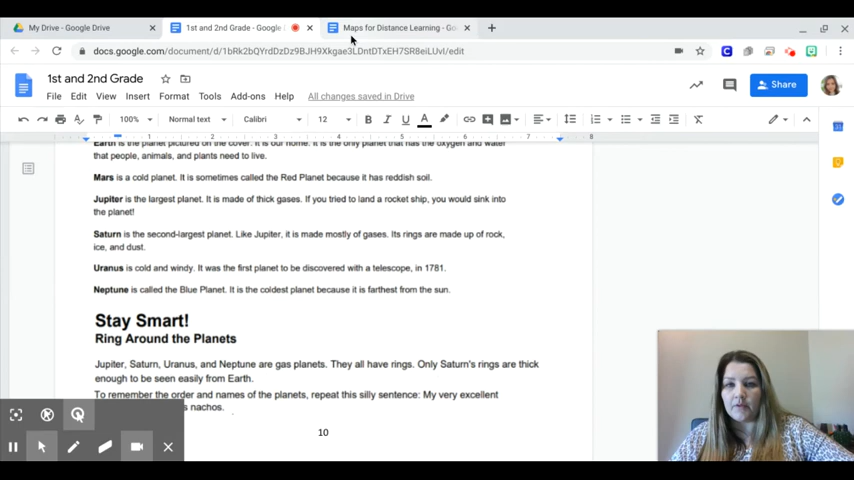 My Drive - Google Drive
1st and 2nd Grade - Google
Maps for Distance Learning - Go
docs.google.com/document/d/1bRk2bQYrdDzDz9BJH9Xkgae3LDntDTxEH7SR8eiLUvI/edit
1st and 2nd Grade
File Edit View Insert Format Tools Add-ons Help All changes saved in Drive
Share
100% Normal text Calibri 12 B I U A
1 2 3 4 5 6 7 8
Earth is the planet pictured on the cover. It is our home. It is the only planet that has the oxygen and water
that people, animals, and plants need to live.
Mars is a cold planet. It is sometimes called the Red Planet because it has reddish soil.
Jupiter is the largest planet. It is made of thick gases. If you tried to land a rocket ship, you would sink into
the planet!
Saturn is the second-largest planet. Like Jupiter, it is made mostly of gases. Its rings are made up of rock,
ice, and dust.
Uranus is cold and windy. It was the first planet to be discovered with a telescope, in 1781.
Neptune is called the Blue Planet. It is the coldest planet because it is farthest from the sun.
Stay Smart!
Ring Around the Planets
Jupiter, Saturn, Uranus, and Neptune are gas planets. They all have rings. Only Saturn's rings are thick
enough to be seen easily from Earth.
To remember the order and names of the planets, repeat this silly sentence: My very excellent
s nachos.
10